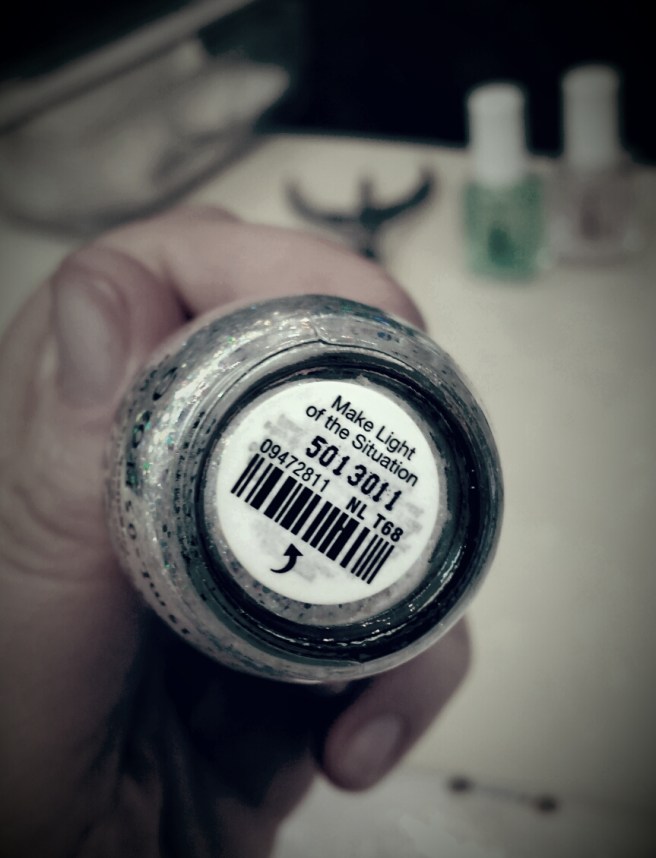 Make Light
of the Situation
5013011
09472811
NL T68